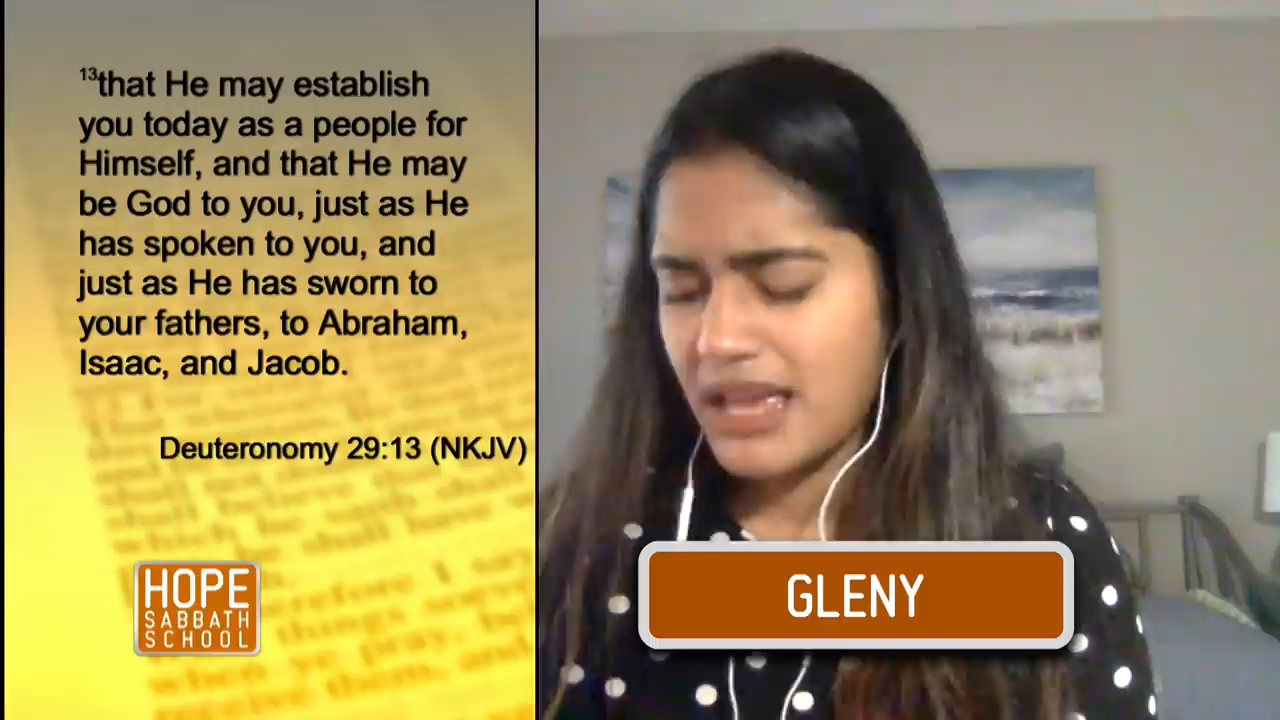 13that He may establish
you today as a people for
Himself, and that He may
be God to you, just as He
has spoken to you, and
just as He has sworn to
your fathers, to Abraham,
Isaac, and Jacob.
Deuteronomy 29:13 (NKJV)
HOPE
SABBATH
SCHOOL
GLENY